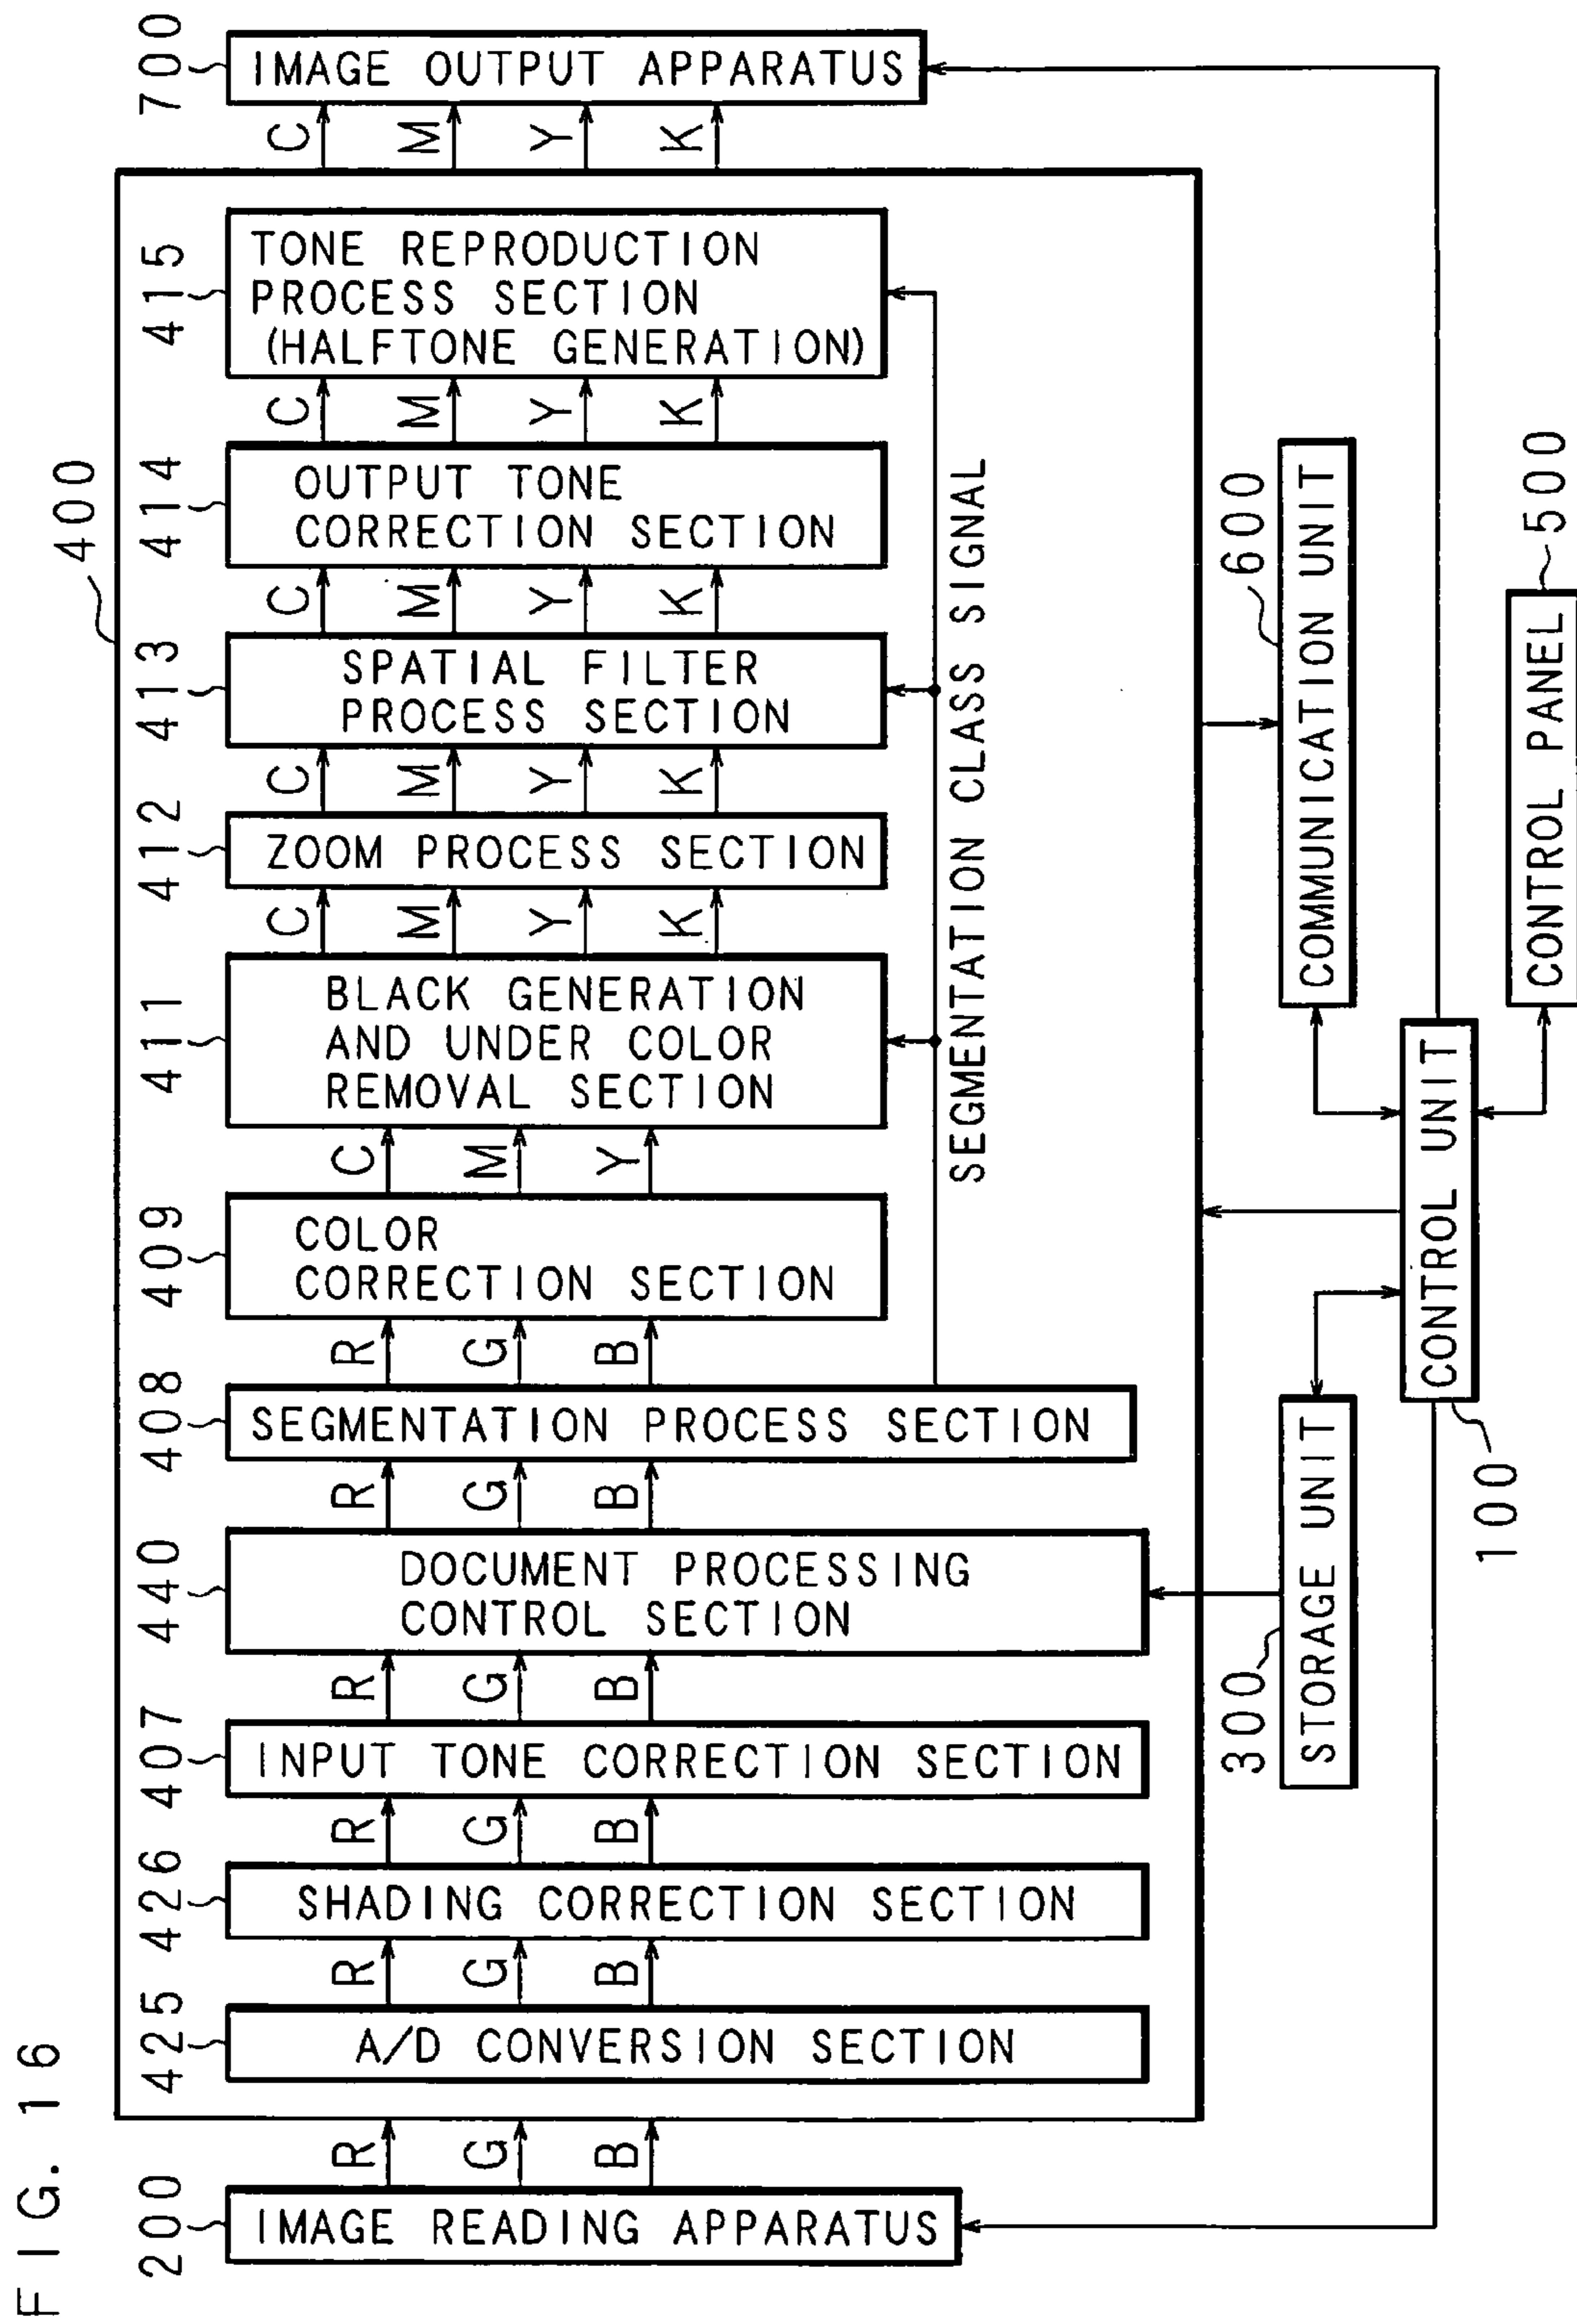 FIG. 16
200
IMAGE READING APPARATUS
R
G
B
400
425
A/D CONVERSION SECTION
R
G
B
426
SHADING CORRECTION SECTION
R
G
B
407
INPUT TONE CORRECTION SECTION
R
G
B
440
DOCUMENT PROCESSING
CONTROL SECTION
R
G
B
408
SEGMENTATION PROCESS SECTION
R
G
B
409
COLOR
CORRECTION SECTION
C
M
Y
411
BLACK GENERATION
AND UNDER COLOR
REMOVAL SECTION
C
M
Y
K
412
ZOOM PROCESS SECTION
C
M
Y
K
413
SPATIAL FILTER
PROCESS SECTION
C
M
Y
K
414
OUTPUT TONE
CORRECTION SECTION
C
M
Y
K
415
TONE REPRODUCTION
PROCESS SECTION
(HALFTONE GENERATION)
C
M
Y
K
700
IMAGE OUTPUT APPARATUS
SEGMENTATION CLASS SIGNAL
300
STORAGE UNIT
600
COMMUNICATION UNIT
100
CONTROL UNIT
CONTROL PANEL
500